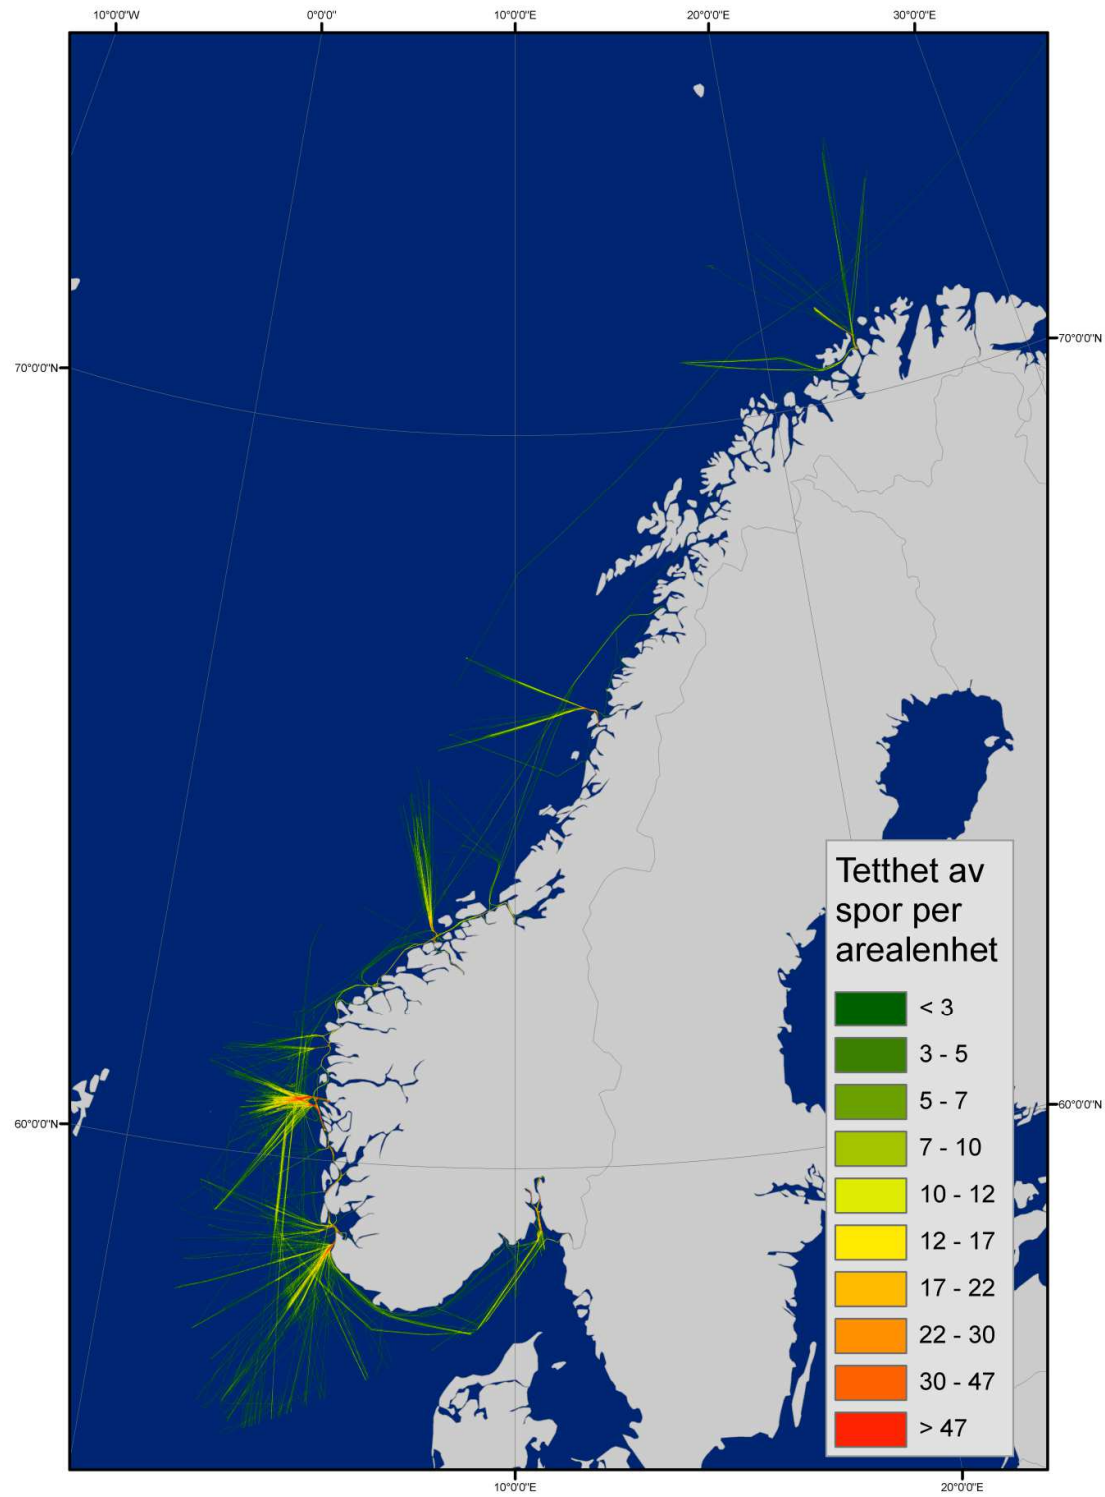 10°0'0"W 0°0'0" 10°0'0"E 20°0'0"E 30°0'0"E
70°0'0"N
70°0'0"N
60°0'0"N
60°0'0"N
Tetthet av
spor per
arealenhet
< 3
3 - 5
5 - 7
7 - 10
10 - 12
12 - 17
17 - 22
22 - 30
30 - 47
> 47
10°0'0"E 20°0'0"E